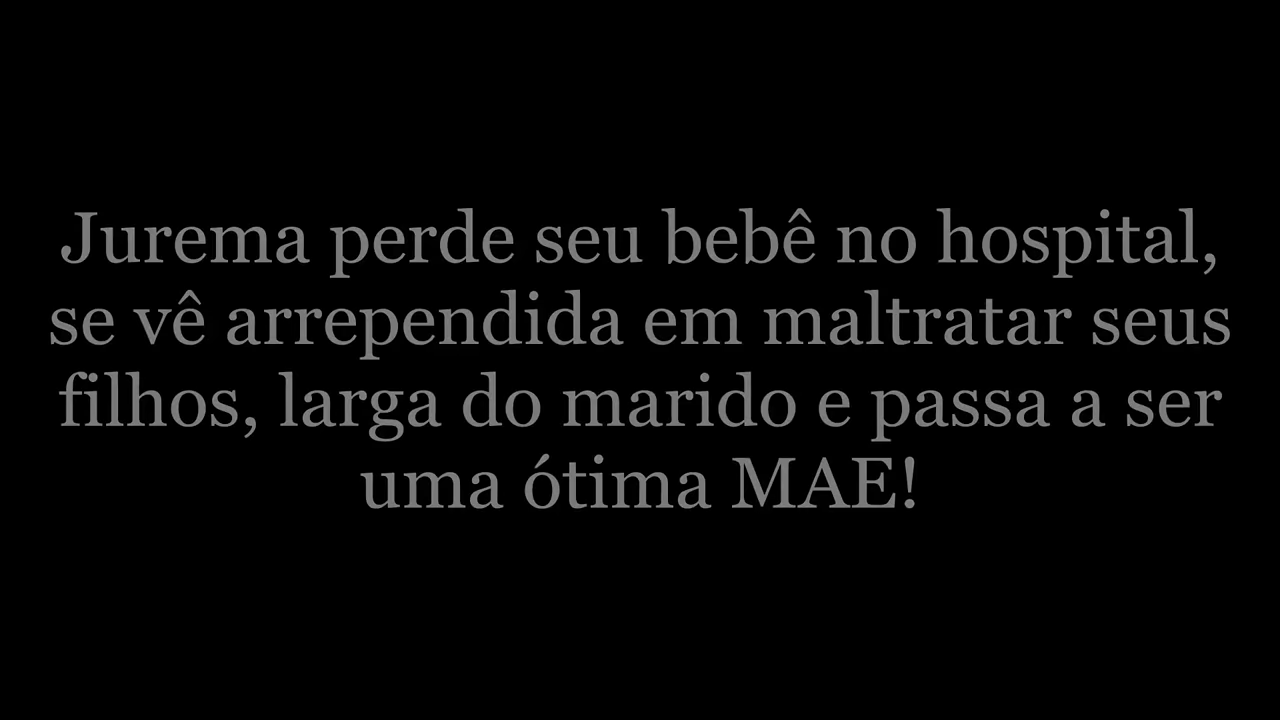 Jurema perde seu bebê no hospital,
se vê arrependida em maltratar seus
filhos, larga do marido e passa a ser
uma ótima MAE!